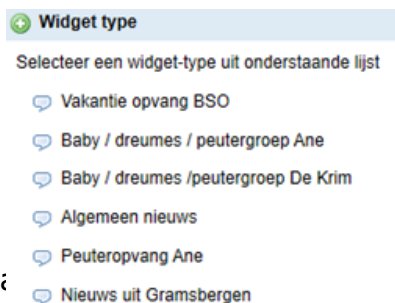 Widget type
Selecteer een widget-type uit onderstaande lijst
Vakantie opvang BSO
Baby / dreumes / peutergroep Ane
Baby / dreumes /peutergroep De Krim
Algemeen nieuws
Peuteropvang Ane
Nieuws uit Gramsbergen